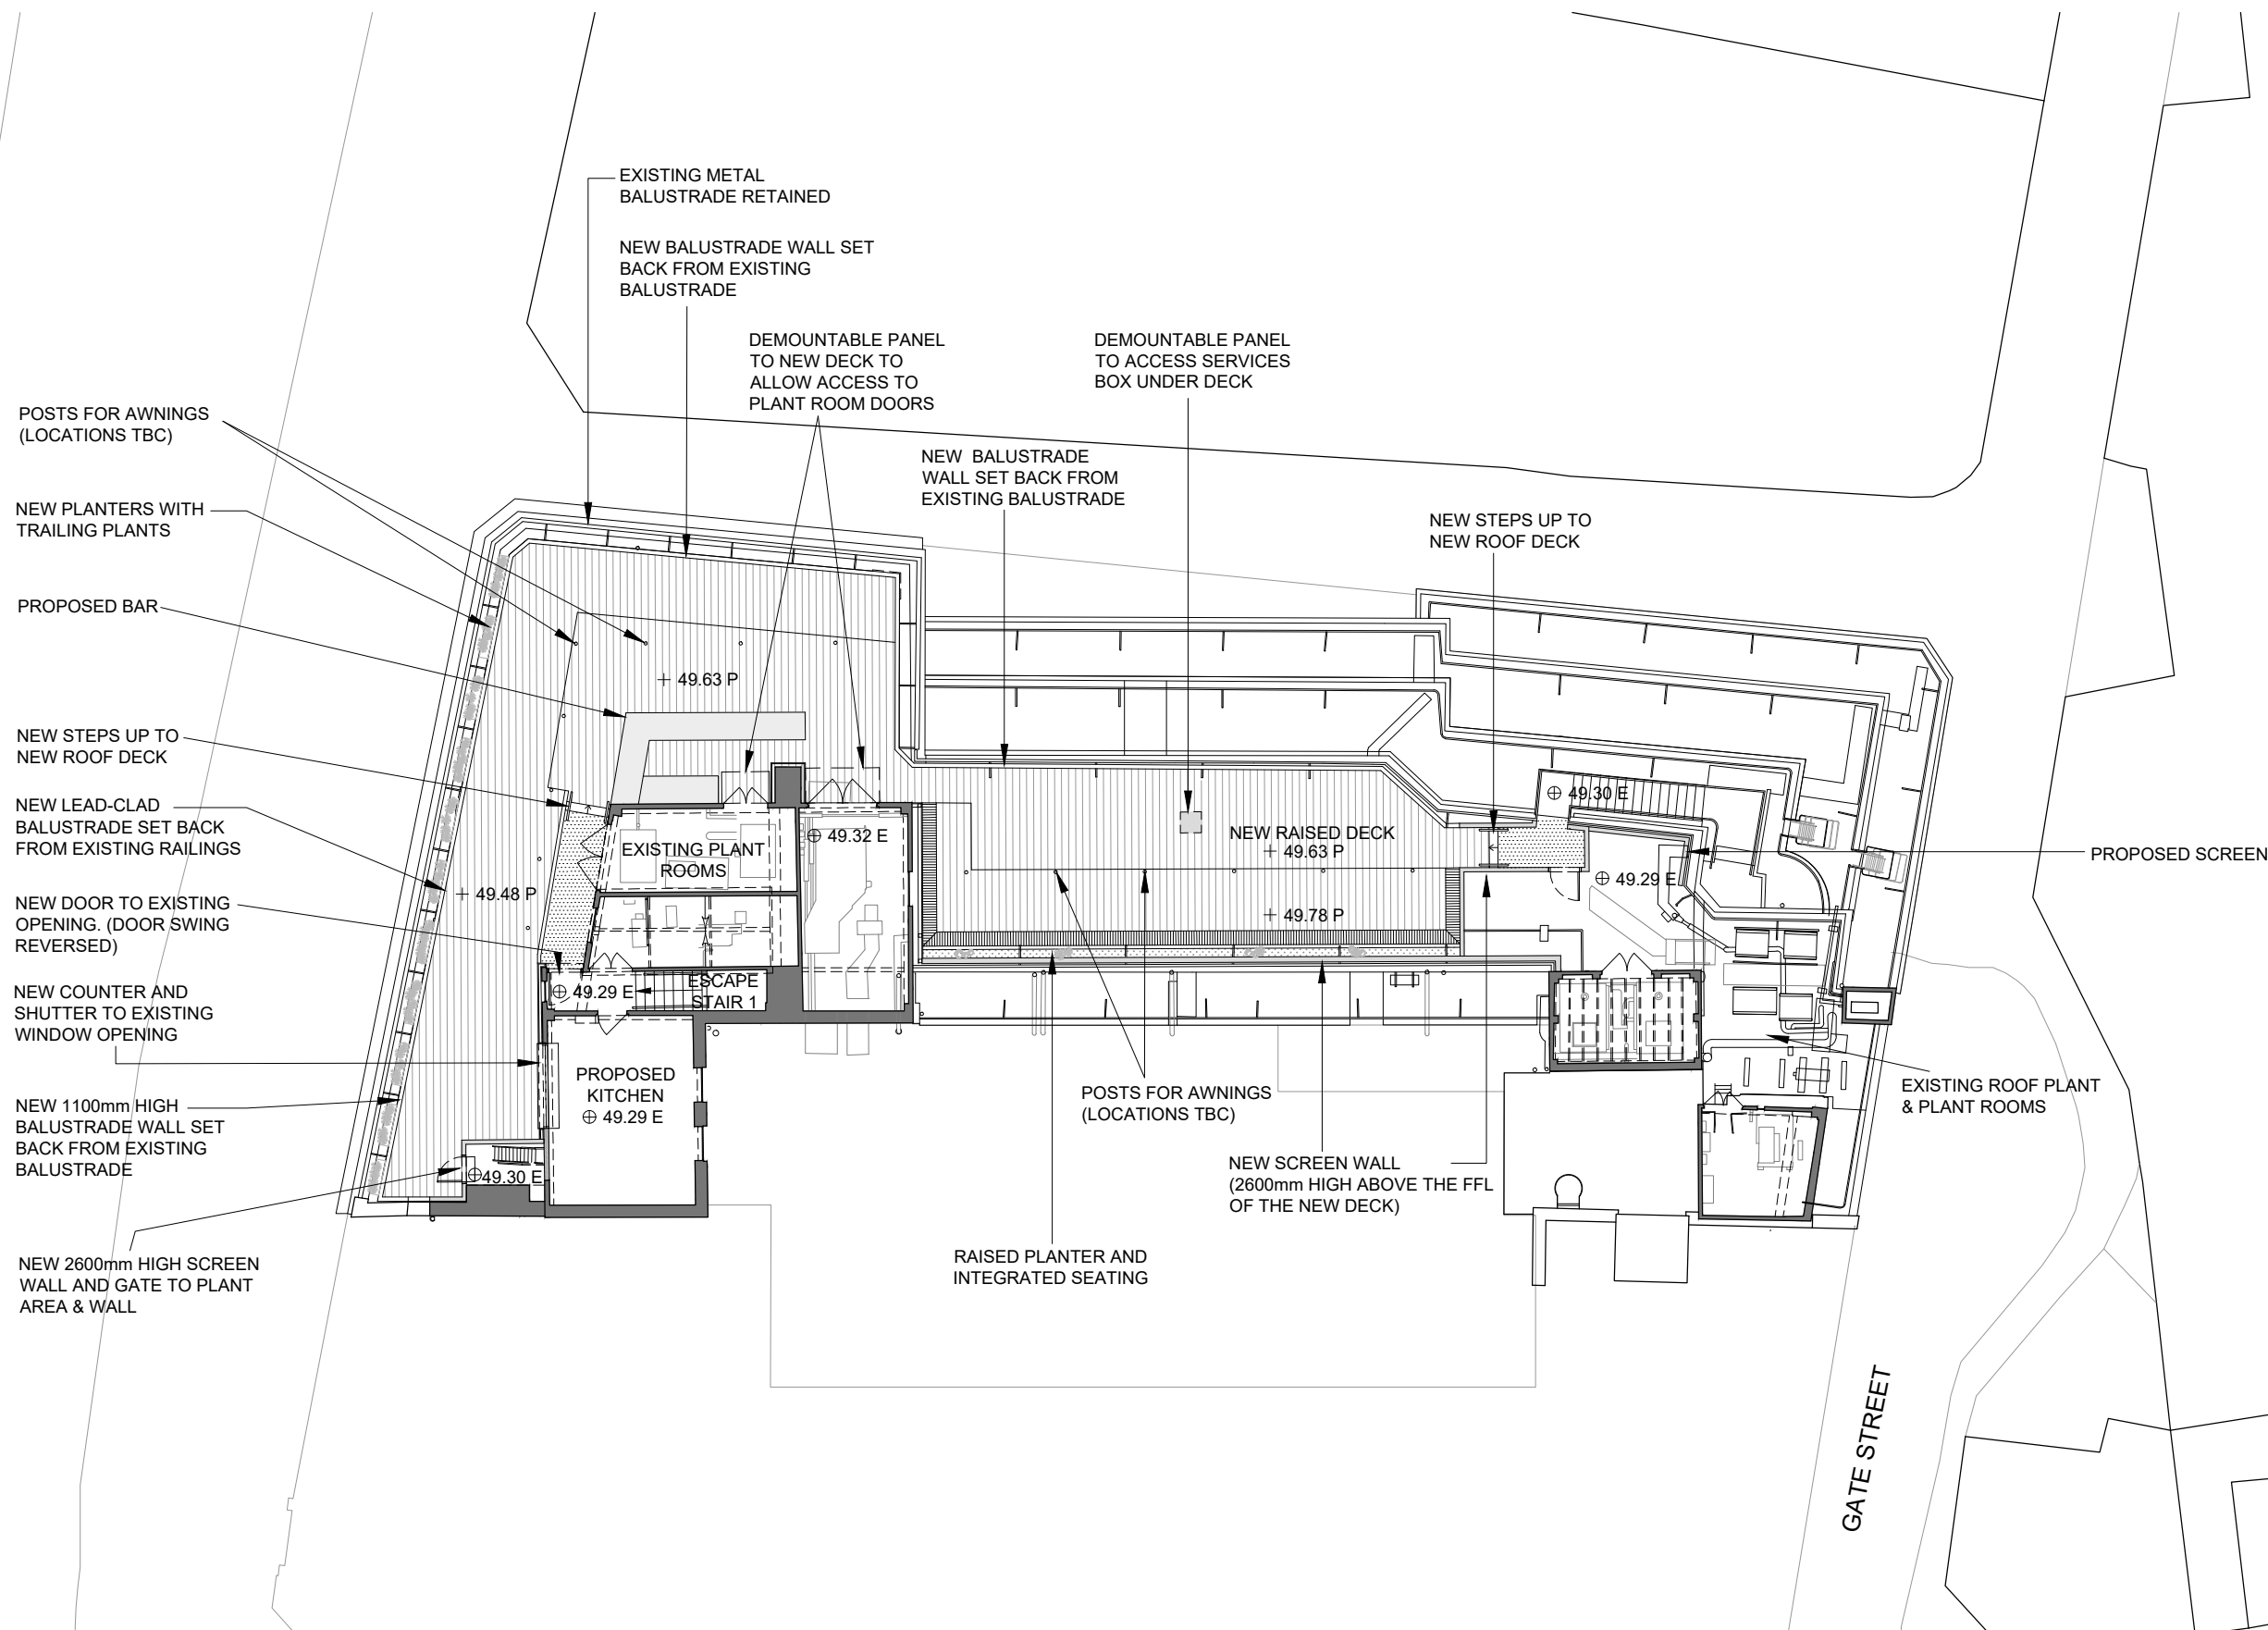 EXISTING METAL
BALUSTRADE RETAINED
NEW BALUSTRADE WALL SET
BACK FROM EXISTING
BALUSTRADE
DEMOUNTABLE PANEL
TO NEW DECK TO
ALLOW ACCESS TO
PLANT ROOM DOORS
DEMOUNTABLE PANEL
TO ACCESS SERVICES
BOX UNDER DECK
POSTS FOR AWNINGS
(LOCATIONS TBC)
NEW BALUSTRADE
WALL SET BACK FROM
EXISTING BALUSTRADE
NEW PLANTERS WITH
TRAILING PLANTS
NEW STEPS UP TO
NEW ROOF DECK
PROPOSED BAR
49.63 P
NEW STEPS UP TO
NEW ROOF DECK
49.30 E
NEW LEAD-CLAD
BALUSTRADE SET BACK
FROM EXISTING RAILINGS
49.32 E
EXISTING PLANT
ROOMS
NEW RAISED DECK
49.63 P
PROPOSED SCREEN
49.29 E
49.48 P
NEW DOOR TO EXISTING
OPENING. (DOOR SWING
REVERSED)
49.78 P
49.29 E
ESCAPE
STAIR 1
NEW COUNTER AND
SHUTTER TO EXISTING
WINDOW OPENING
PROPOSED
KITCHEN
49.29 E
POSTS FOR AWNINGS
(LOCATIONS TBC)
EXISTING ROOF PLANT
& PLANT ROOMS
NEW 1100mm HIGH
BALUSTRADE WALL SET
BACK FROM EXISTING
BALUSTRADE
49.30 E
NEW SCREEN WALL
(2600mm HIGH ABOVE THE FFL
OF THE NEW DECK)
RAISED PLANTER AND
INTEGRATED SEATING
NEW 2600mm HIGH SCREEN
WALL AND GATE TO PLANT
AREA & WALL
GATE STREET